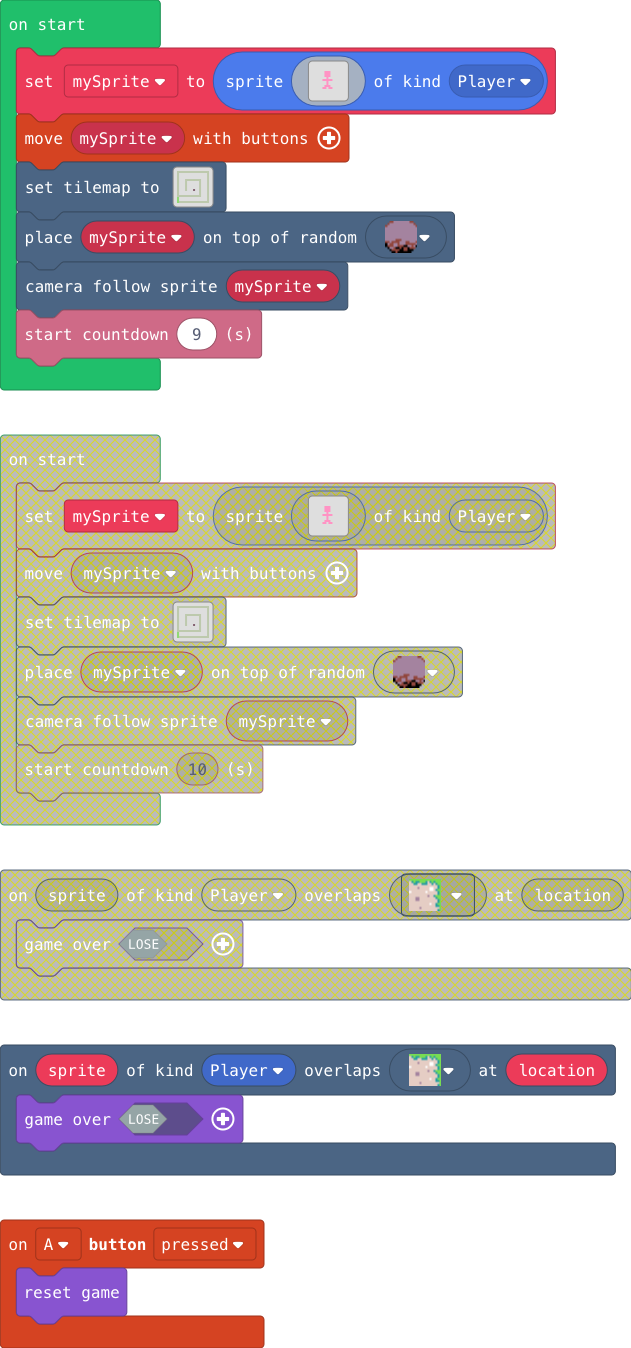 on start
set mySprite to sprite of kind Player
move mySprite with buttons
set tilemap to
place mySprite on top of random
camera follow sprite mySprite
start countdown 9 (s)
on start
set mySprite to sprite of kind Player
move mySprite with buttons
set tilemap to
place mySprite on top of random
camera follow sprite mySprite
start countdown 10 (s)
on sprite of kind Player overlaps at location
game over LOSE
on sprite of kind Player overlaps at location
game over LOSE
on A button pressed
reset game